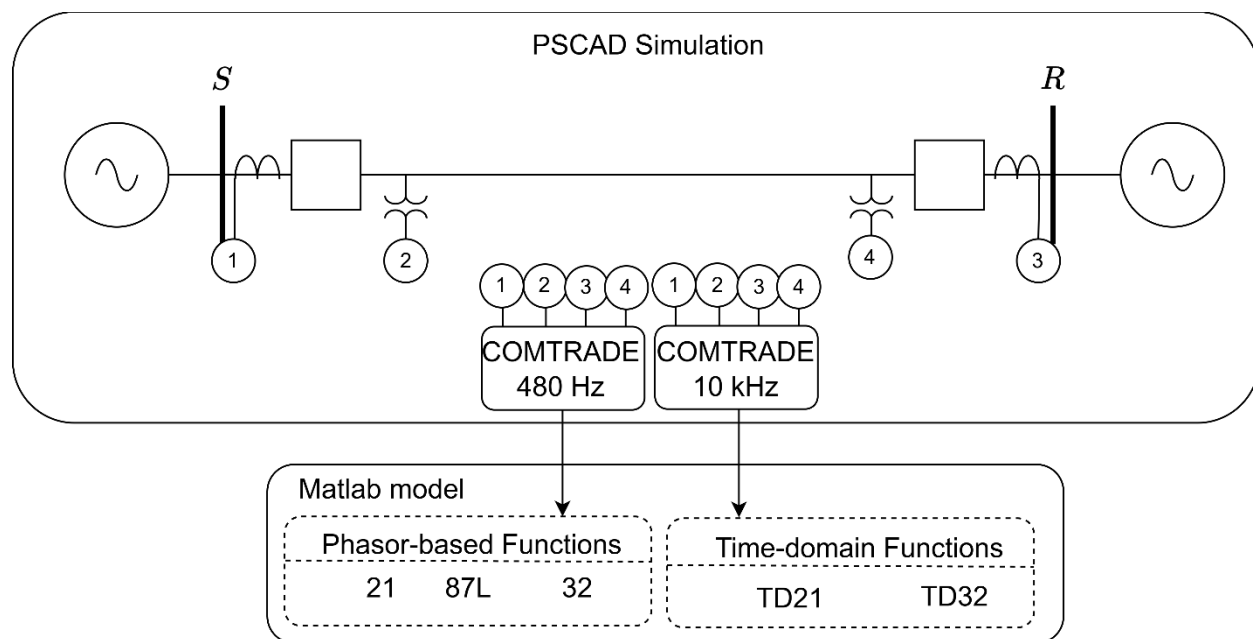 PSCAD Simulation
S
R
1
2
4
3
1 2 3 4
1 2 3 4
COMTRADE
480 Hz
COMTRADE
10 kHz
Matlab model
Phasor-based Functions
21 87L 32
Time-domain Functions
TD21 TD32